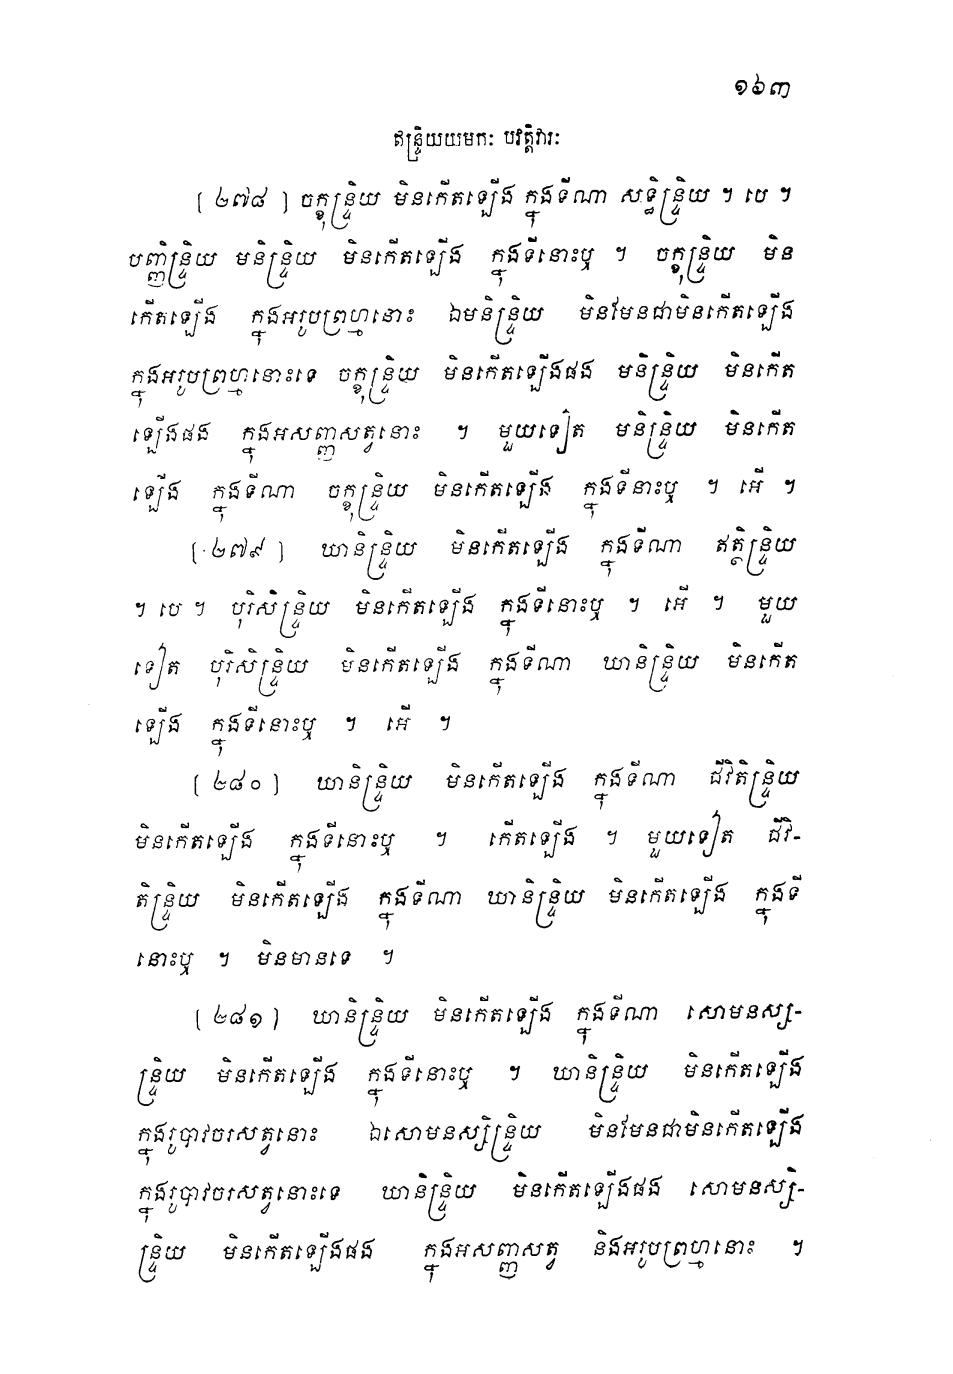 ១៦៣
ឥន្ទ្រិយយមកៈ បវត្តិវារៈ
[ ២៧៨ ] ចក្ខុន្ទ្រិយ មិនកើតឡើង ក្នុងទីណា សទ្ធិន្ទ្រិយ ។ បេ ។
បញ្ញិន្ទ្រិយ មនិន្ទ្រិយ មិនកើតឡើង ក្នុងទីនោះឬ ។ ចក្ខុន្ទ្រិយ មិន
កើតឡើង ក្នុងអរូបព្រហ្មនោះ ឯមនិន្ទ្រិយ មិនមែនជាមិនកើតឡើង
ក្នុងអរូបព្រហ្មនោះទេ ចក្ខុន្ទ្រិយ មិនកើតឡើងផង មនិន្ទ្រិយ មិនកើត
ឡើងផង ក្នុងអសញ្ញសត្វនោះ ។ មួយទៀត មនិន្ទ្រិយ មិនកើត
ឡើង ក្នុងទីណា ចក្ខុន្ទ្រិយ មិនកើតឡើង ក្នុងទីនោះឬ ។ អើ ។
[ ២៧៩ ] ឃានិន្ទ្រិយ មិនកើតឡើង ក្នុងទីណា ឥត្ថិន្ទ្រិយ
។ បេ ។ បុរិសិន្ទ្រិយ មិនកើតឡើង ក្នុងទីនោះឬ ។ អើ ។ មួយ
ទៀត បុរិសិន្ទ្រិយ មិនកើតឡើង ក្នុងទីណា ឃានិន្ទ្រិយ មិនកើត
ឡើង ក្នុងទីនោះឬ ។ អើ ។
[ ២៨០ ] ឃានិន្ទ្រិយ មិនកើតឡើង ក្នុងទីណា ជីវិតិន្ទ្រិយ
មិនកើតឡើង ក្នុងទីនោះឬ ។ កើតឡើង ។ មួយទៀត ជីវិ-
តិន្ទ្រិយ មិនកើតឡើង ក្នុងទីណា ឃានិន្ទ្រិយ មិនកើតឡើង ក្នុងទី
នោះឬ ។ មិនមានទេ ។
[ ២៨១ ] ឃានិន្ទ្រិយ មិនកើតឡើង ក្នុងទីណា សោមនស្ស-
ន្ទ្រិយ មិនកើតឡើង ក្នុងទីនោះឬ ។ ឃានិន្ទ្រិយ មិនកើតឡើង
ក្នុងរូបាវចរសត្វនោះ ឯសោមនស្សិន្ទ្រិយ មិនមែនជាមិនកើតឡើង
ក្នុងរូបាវចរសត្វនោះទេ ឃានិន្ទ្រិយ មិនកើតឡើងផង សោមនស្សិ-
ន្ទ្រិយ មិនកើតឡើងផង ក្នុងអសញ្ញសត្វ និងអរូបព្រហ្មនោះ ។